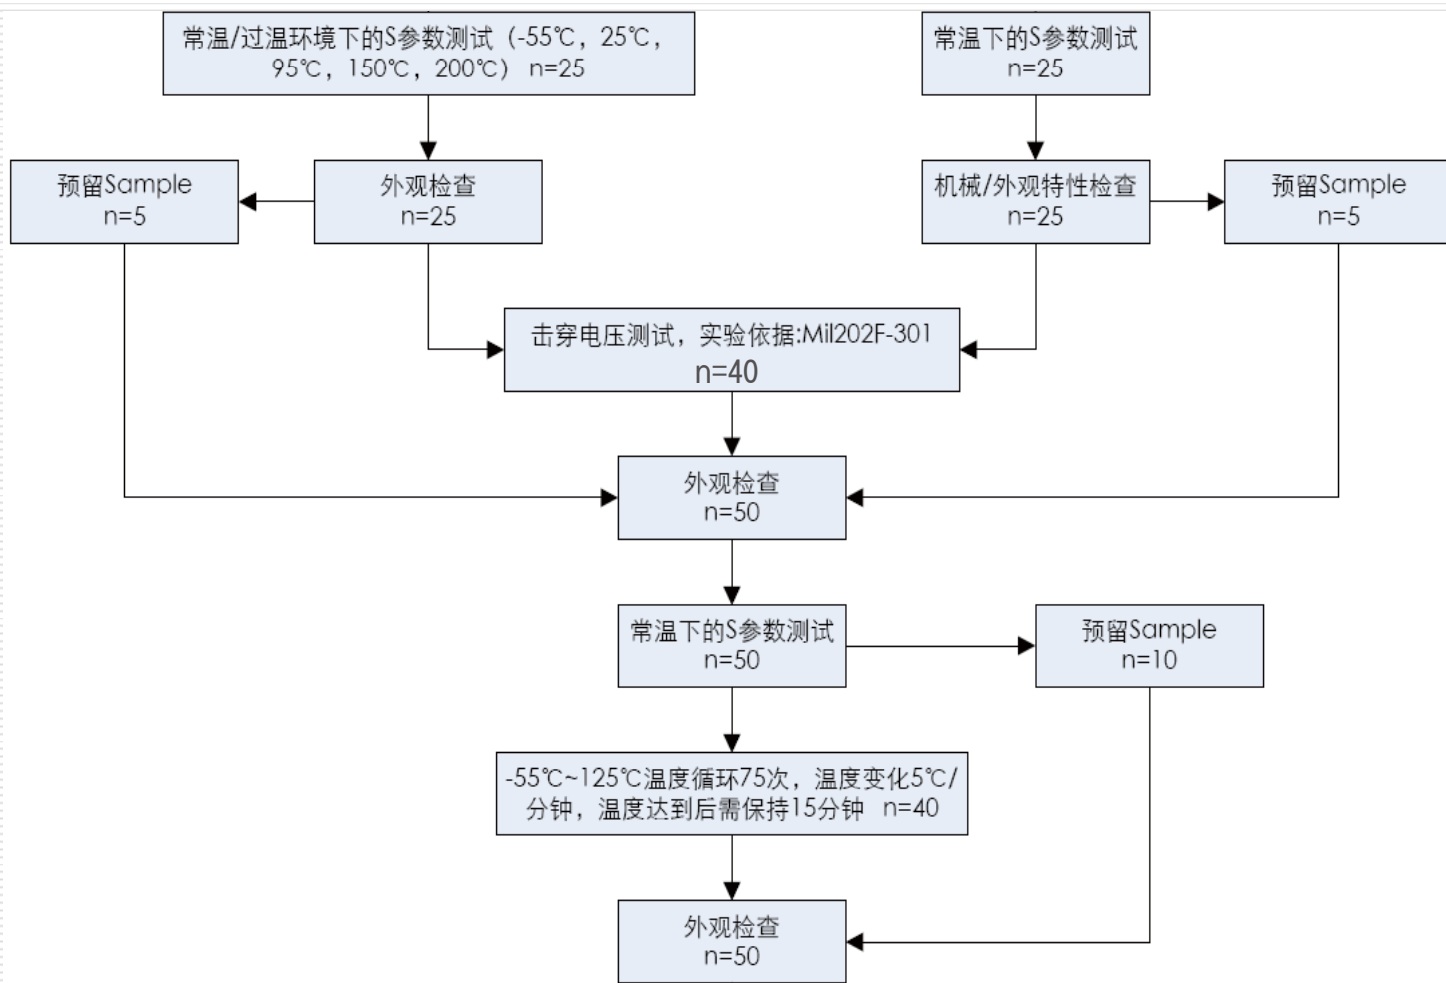 常温/过温环境下的S参数测试（-55℃，25℃，
95℃，150℃，200℃） n=25
常温下的S参数测试
n=25
预留Sample
n=5
外观检查
n=25
机械/外观特性检查
n=25
预留Sample
n=5
击穿电压测试，实验依据:Mil202F-301
n=40
外观检查
n=50
常温下的S参数测试
n=50
预留Sample
n=10
-55℃~125℃温度循环75次，温度变化5℃/
分钟，温度达到后需保持15分钟 n=40
外观检查
n=50